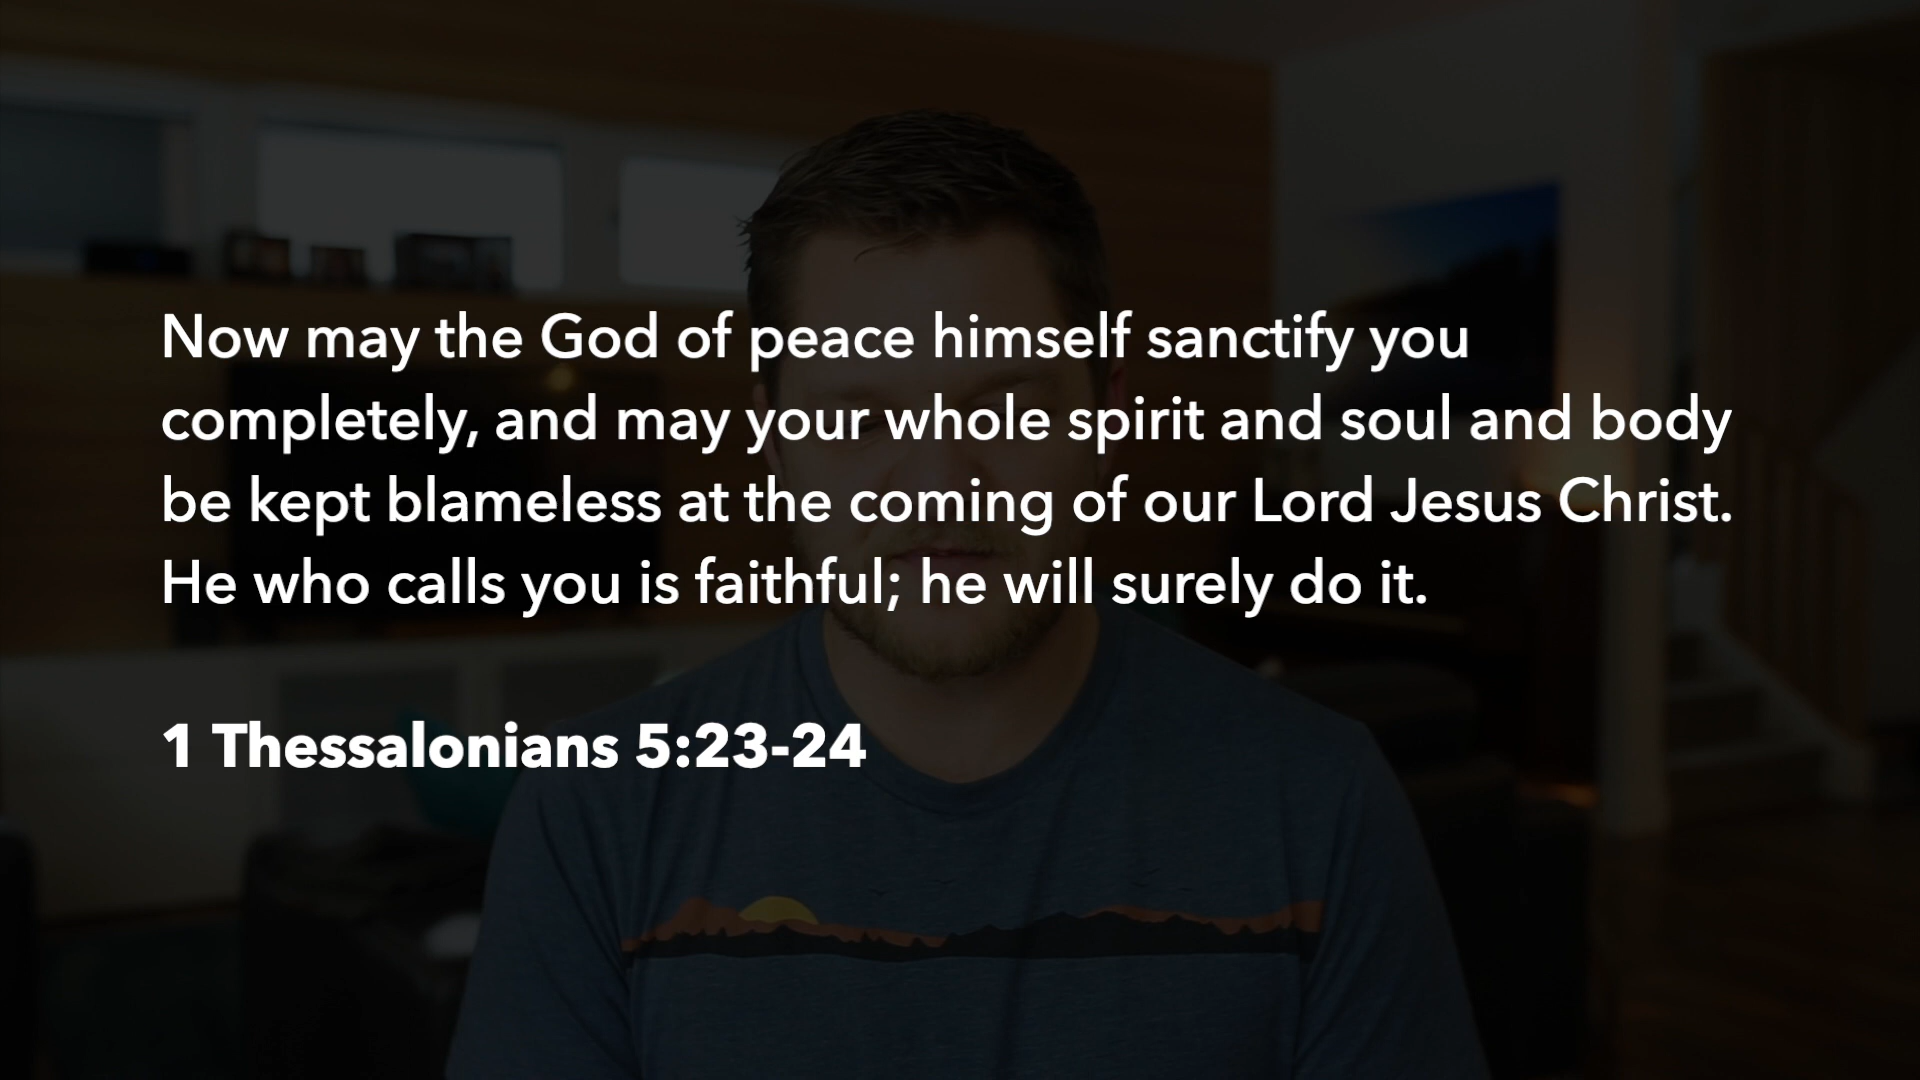 Now may the God of peace himself sanctify you
completely, and may your whole spirit and soul and body
be kept blameless at the coming of our Lord Jesus Christ.
He who calls you is faithful; he will surely do it.
1 Thessalonians 5:23-24